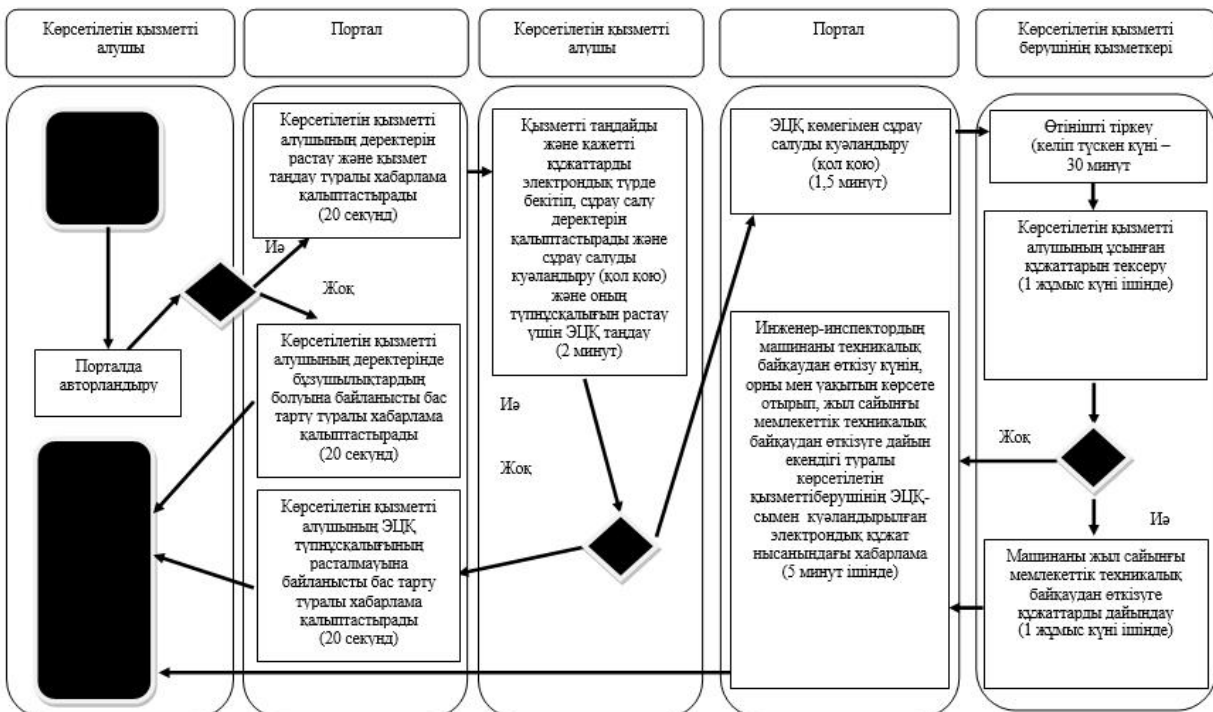 Көрсетілетін қызметті
алушы
Портал
Көрсетілетін қызметті
алушы
Портал
Көрсетілетін қызметті
берушінің қызметкері
Порталда
авторландыру
Көрсетілетін қызметті
алушының деректерін
растау және қызмет
таңдау туралы хабарлама
қалыптастырады
(20 секунд)
Иә
Жоқ
Көрсетілетін қызметті
алушының деректерінде
бұзушылықтардың
болуына байланысты бас
тарту туралы хабарлама
қалыптастырады
(20 секунд)
Көрсетілетін қызметті
алушының ЭЦҚ
түпнұсқалығының
расталмауына
байланысты бас тарту
туралы хабарлама
қалыптастырады
(20 секунд)
Қызметті таңдайды
және қажетті
құжаттарды
электрондық түрде
бекітіп, сұрау салу
деректерін
қалыптастырады және
сұрау салуды
куәландыру (қол қою)
және оның
түпнұсқалығын растау
үшін ЭЦҚ таңдау
(2 минут)
Иә
Жоқ
ЭЦҚ көмегімен сұрау
салуды куәландыру
(қол қою)
(1,5 минут)
Инженер-инспектордың
машинаны техникалық
байқаудан өткізу күнін,
орны мен уақытын көрсете
отырып, жыл сайынғы
мемлекеттік техникалық
байқаудан өткізуге дайын
екендігі туралы
көрсетілетін
қызметтіберушінің ЭЦҚ-
сымен куәландырылған
электрондық құжат
нысанындағы хабарлама
(5 минут ішінде)
Өтінішті тіркеу
(келіп түскен күні –
30 минут
Көрсетілетін қызметті
алушының ұсынған
құжаттарын тексеру
(1 жұмыс күні ішінде)
Жоқ
Иә
Машинаны жыл сайынғы
мемлекеттік техникалық
байқаудан өткізуге
құжаттарды дайындау
(1 жұмыс күні ішінде)